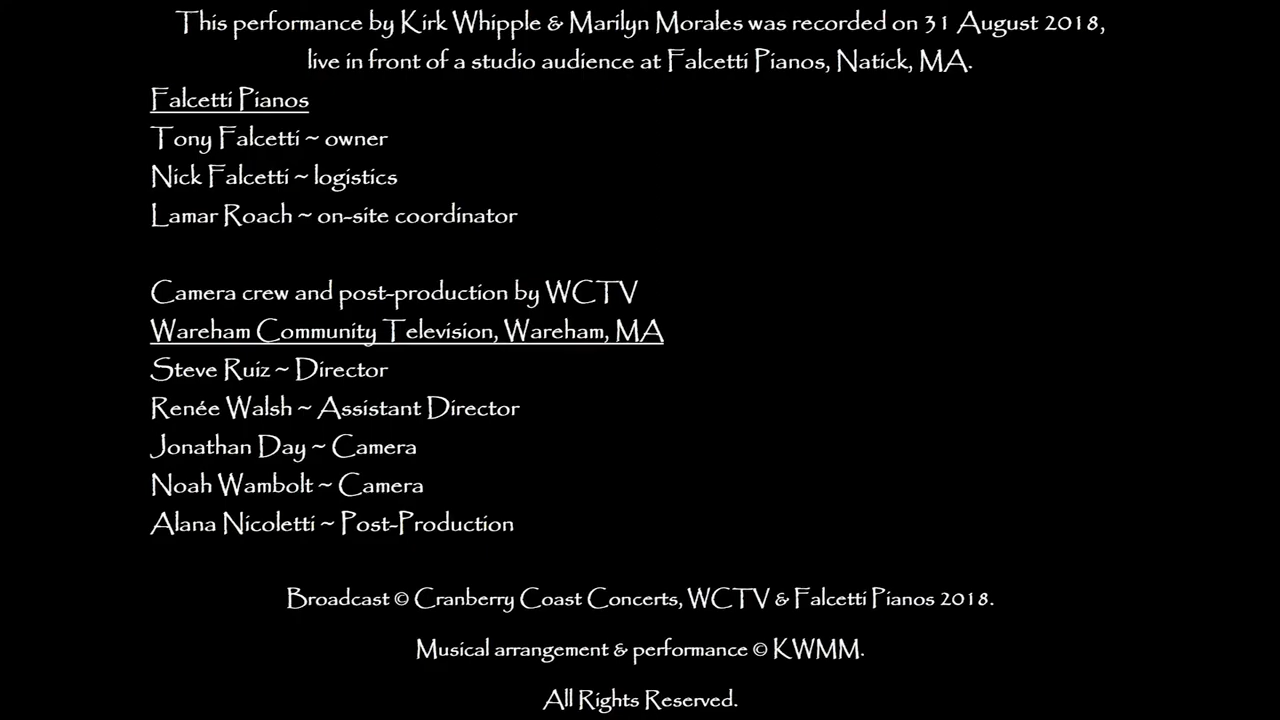 This performance by Kirk Whipple & Marilyn Morales was recorded on 31 August 2018,
live in front of a studio audience at Falcetti Pianos, Natick, MA.
Falcetti Pianos
Tony Falcetti ~ owner
Nick Falcetti ~ logistics
Lamar Roach ~ on-site coordinator
Camera crew and post-production by WCTV
Wareham Community Television, Wareham, MA
Steve Ruiz ~ Director
Renée Walsh ~ Assistant Director
Jonathan Day ~ Camera
Noah Wambolt ~ Camera
Alana Nicoletti ~ Post-Production
Broadcast © Cranberry Coast Concerts, WCTV & Falcetti Pianos 2018.
Musical arrangement & performance © KWMM.
All Rights Reserved.